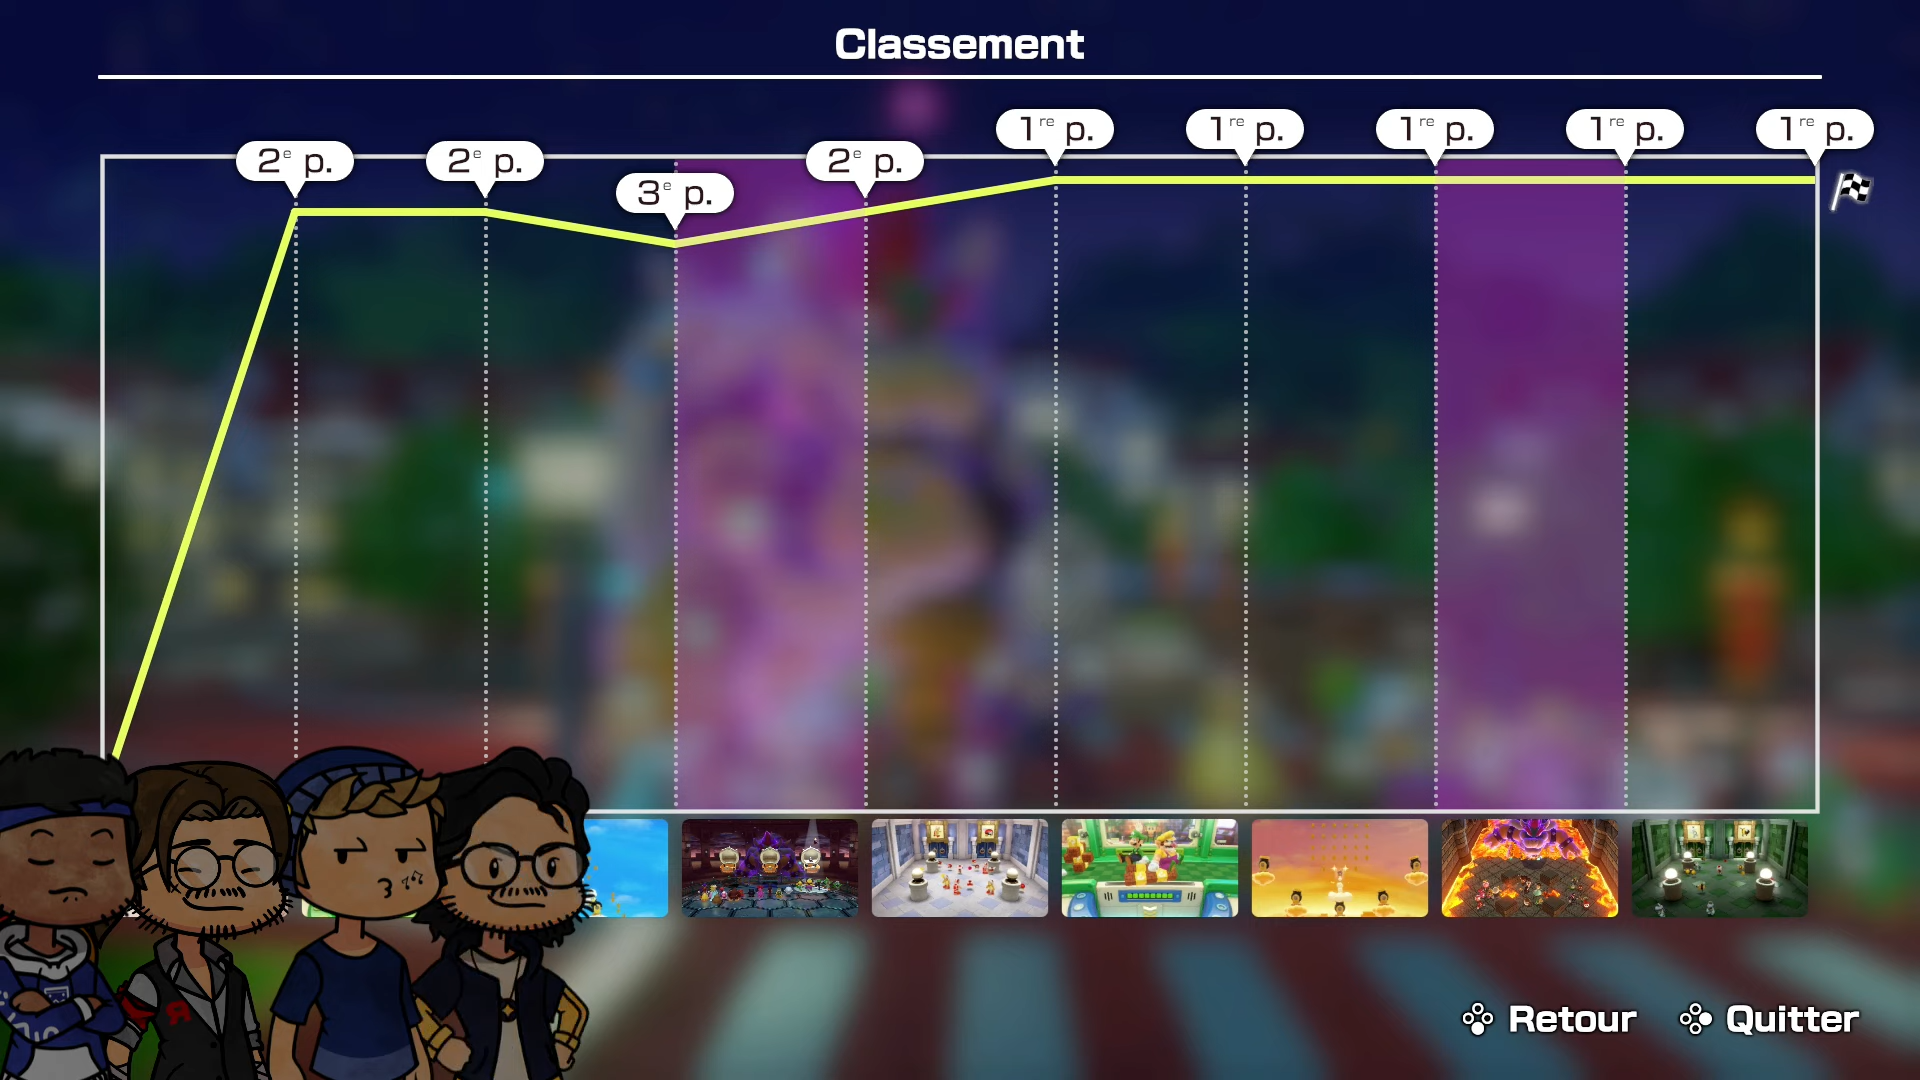 Classement
2e p.
2e p.
3e p.
2e p.
1re p.
1re p.
1re p.
1re p.
1re p.
Retour
Quitter